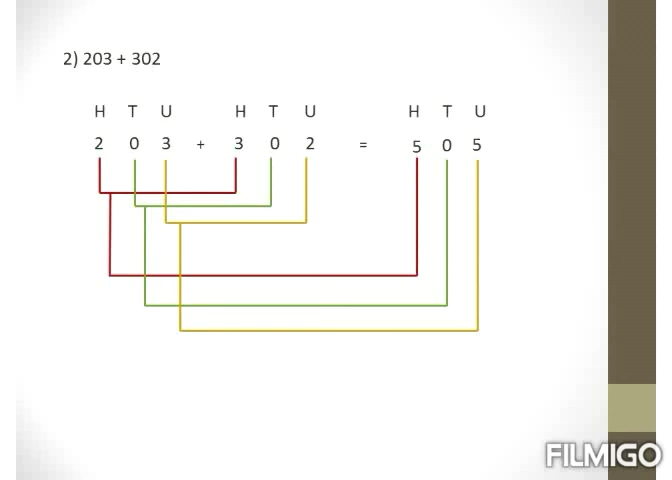 2) 203 + 302
H T U H T U H T U
2 0 3 + 3 0 2 = 5 0 5
FILMIGO